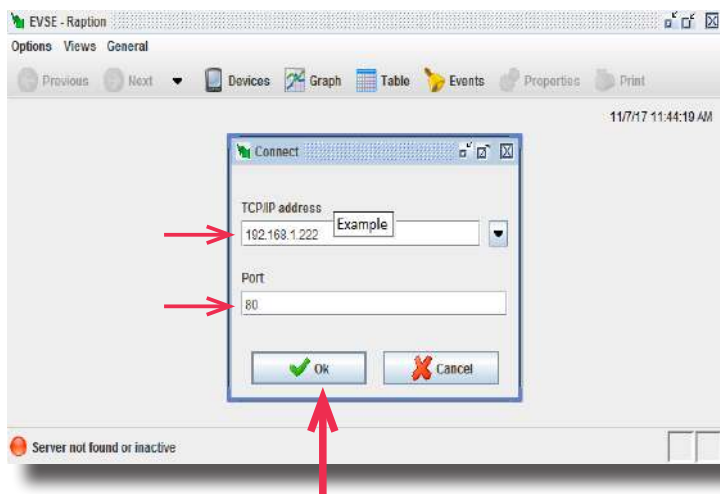 EVSE - Raption
Options Views General
Previous Next Devices Graph Table Events Properties Print
11/7/17 11:44:19 AM
Connect
TCP/IP address
Example
192.168.1.222
Port
80
Ok Cancel
Server not found or inactive